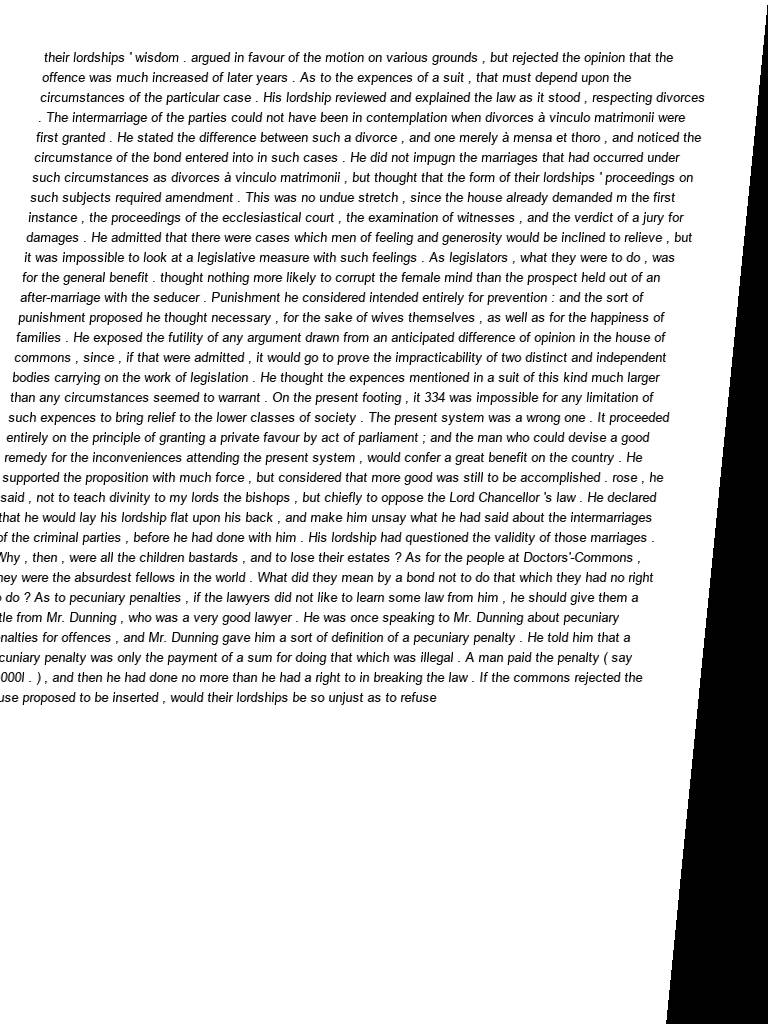 their lordships ' wisdom . argued in favour of the motion on various grounds , but rejected the opinion that the
offence was much increased of later years . As to the expences of a suit , that must depend upon the
circumstances of the particular case . His lordship reviewed and explained the law as it stood , respecting divorces
. The intermarriage of the parties could not have been in contemplation when divorces à vinculo matrimonii were
first granted . He stated the difference between such a divorce , and one merely à mensa et thoro , and noticed the
circumstance of the bond entered into in such cases . He did not impugn the marriages that had occurred under
such circumstances as divorces à vinculo matrimonii , but thought that the form of their lordships ' proceedings on
such subjects required amendment . This was no undue stretch , since the house already demanded m the first
instance , the proceedings of the ecclesiastical court , the examination of witnesses , and the verdict of a jury for
damages . He admitted that there were cases which men of feeling and generosity would be inclined to relieve , but
it was impossible to look at a legislative measure with such feelings . As legislators , what they were to do , was
for the general benefit . thought nothing more likely to corrupt the female mind than the prospect held out of an
after-marriage with the seducer . Punishment he considered intended entirely for prevention : and the sort of
punishment proposed he thought necessary , for the sake of wives themselves , as well as for the happiness of
families . He exposed the futility of any argument drawn from an anticipated difference of opinion in the house of
commons , since , if that were admitted , it would go to prove the impracticability of two distinct and independent
bodies carrying on the work of legislation . He thought the expences mentioned in a suit of this kind much larger
than any circumstances seemed to warrant . On the present footing , it 334 was impossible for any limitation of
such expences to bring relief to the lower classes of society . The present system was a wrong one . It proceeded
entirely on the principle of granting a private favour by act of parliament ; and the man who could devise a good
remedy for the inconveniences attending the present system , would confer a great benefit on the country . He
supported the proposition with much force , but considered that more good was still to be accomplished . rose , he
said , not to teach divinity to my lords the bishops , but chiefly to oppose the Lord Chancellor 's law . He declared
that he would lay his lordship flat upon his back , and make him unsay what he had said about the intermarriages
of the criminal parties , before he had done with him . His lordship had questioned the validity of those marriages .
Why , then , were all the children bastards , and to lose their estates ? As for the people at Doctors'-Commons ,
hey were the absurdest fellows in the world . What did they mean by a bond not to do that which they had no right
do ? As to pecuniary penalties , if the lawyers did not like to learn some law from him , he should give them a
tle from Mr. Dunning , who was a very good lawyer . He was once speaking to Mr. Dunning about pecuniary
nalties for offences , and Mr. Dunning gave him a sort of definition of a pecuniary penalty . He told him that a
cuniary penalty was only the payment of a sum for doing that which was illegal . A man paid the penalty ( say
000l . ) , and then he had done no more than he had a right to in breaking the law . If the commons rejected the
use proposed to be inserted , would their lordships be so unjust as to refuse